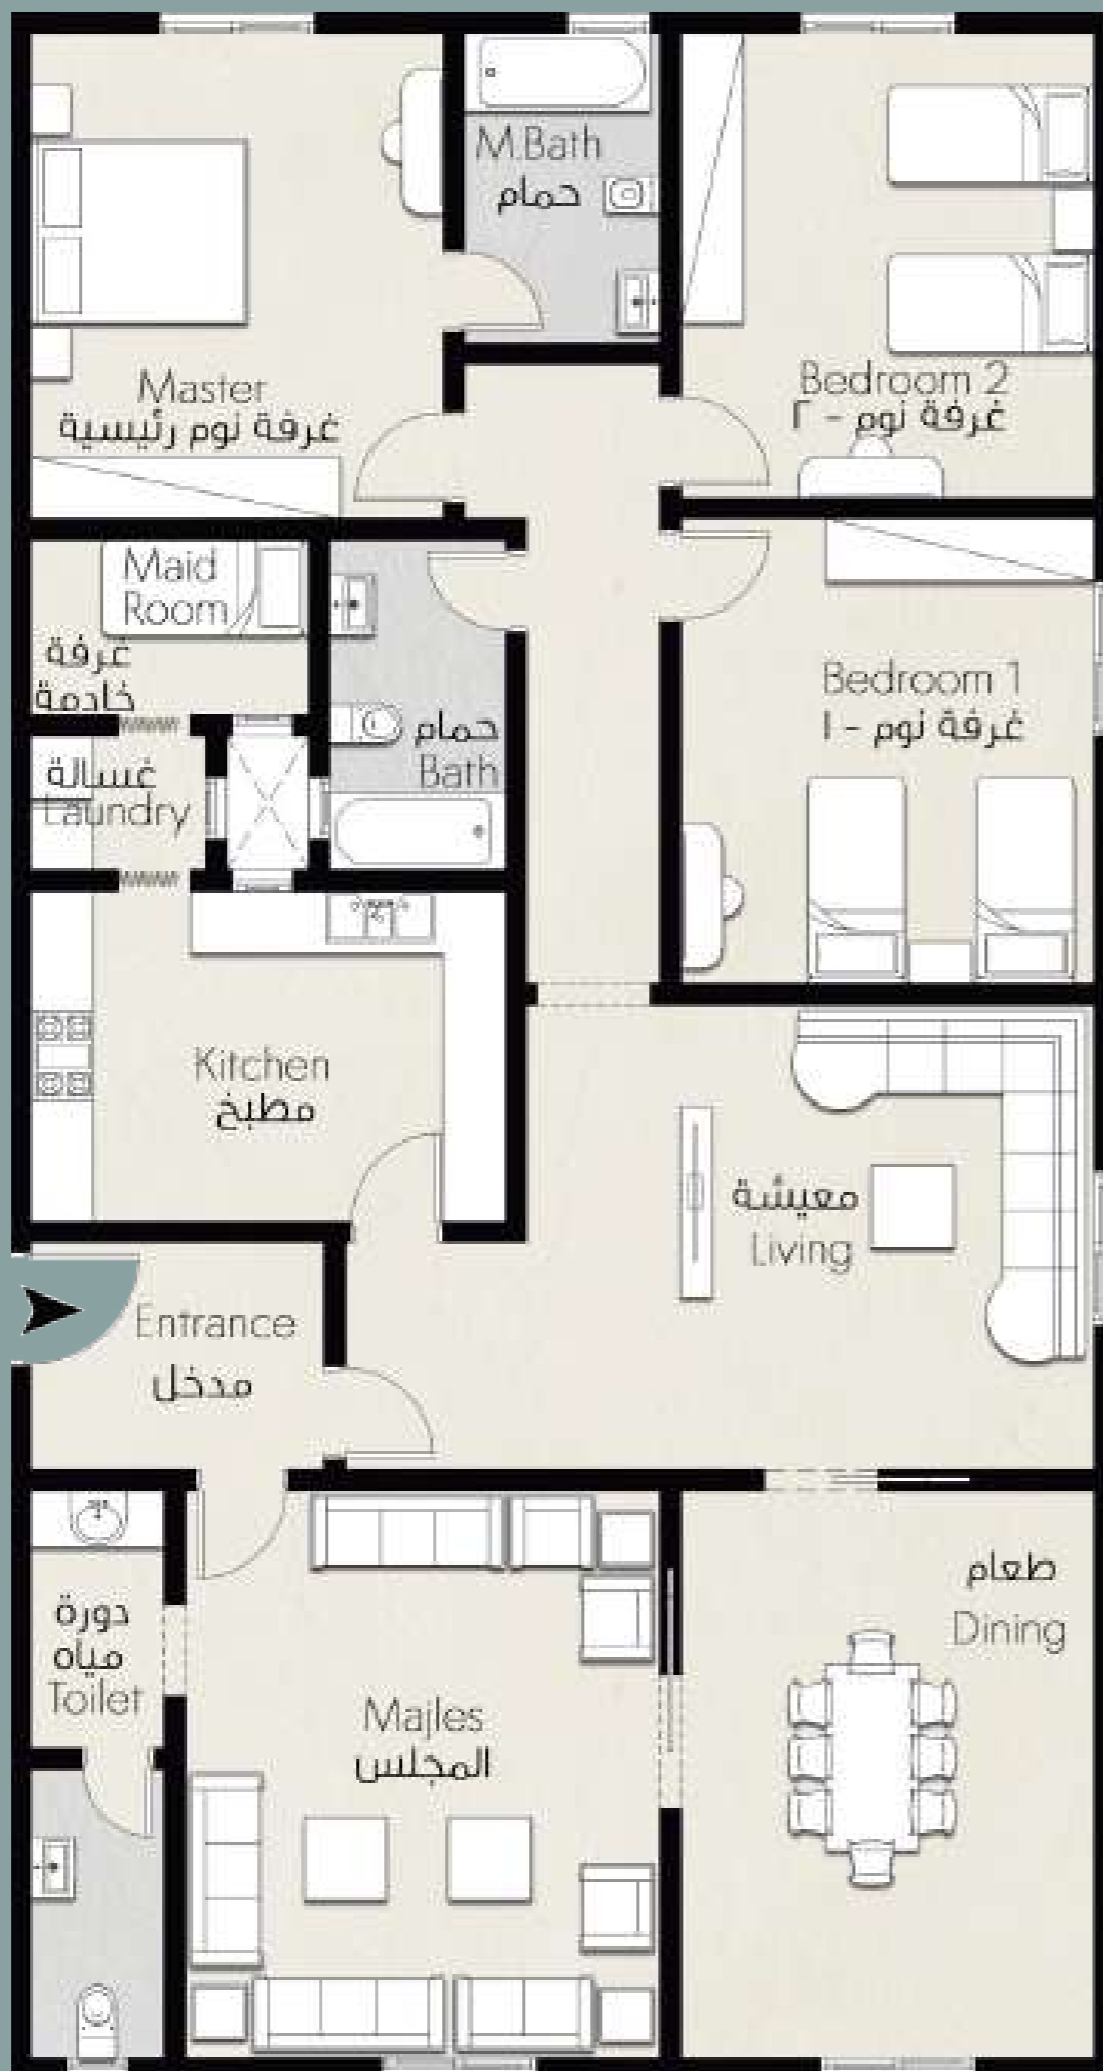 M.Bath
حمام
Master
غرفة نوم رئيسية
Bedroom 2
غرفة نوم - ٢
Maid
Room
غرفة
خادمة
Bedroom 1
غرفة نوم - ١
حمام
Bath
غسالة
Laundry
Kitchen
مطبخ
معيشة
Living
Entrance
مدخل
طعام
Dining
دورة
مياه
Toilet
Majles
المجلس